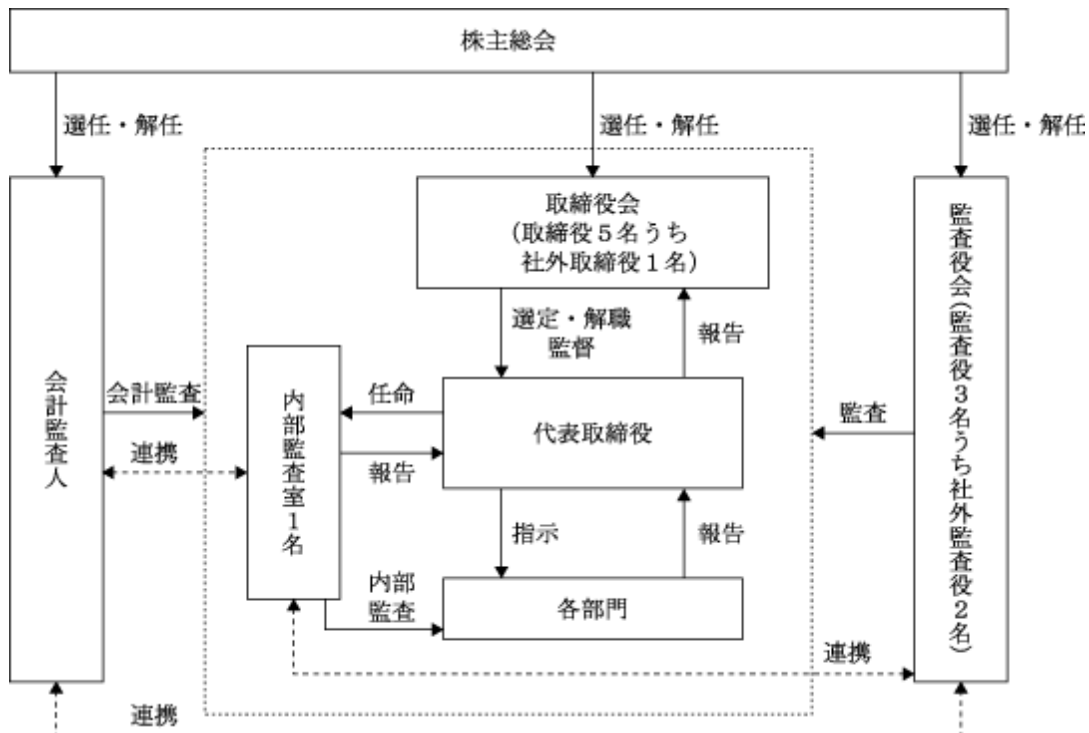 株主総会
選任・解任
選任・解任
選任・解任
取締役会
（取締役５名うち
社外取締役１名）
選定・解職
監督
報告
会計監査人
会計監査
連携
内部監査室１名
任命
報告
代表取締役
監査
監査役会（監査役３名うち社外監査役２名）
指示
報告
内部
監査
各部門
連携
連携